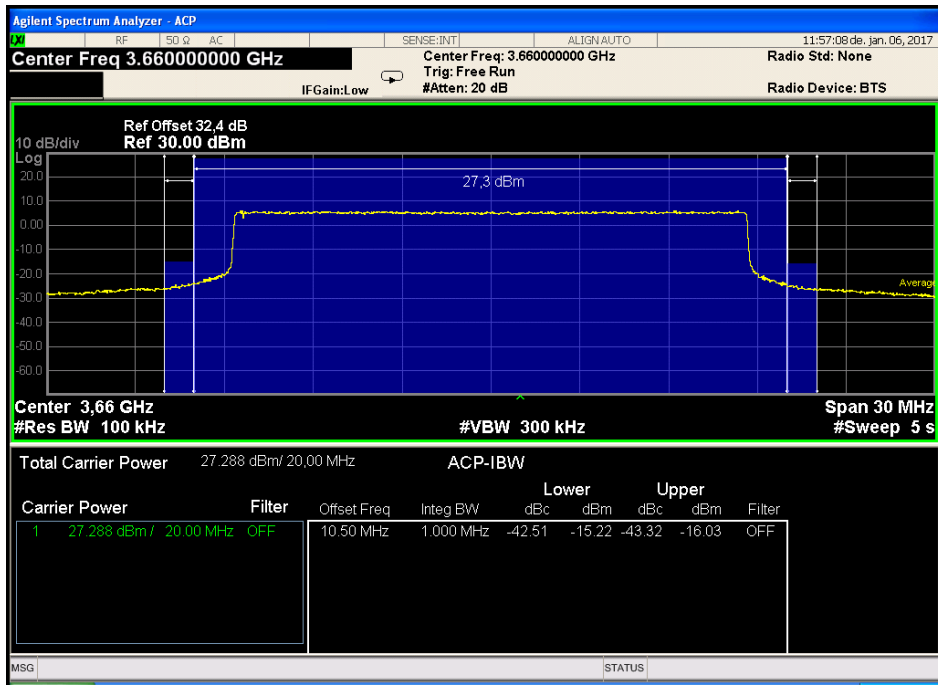 Agilent Spectrum Analyzer - ACP
LXI RF 50 Ω AC SENSE:INT ALIGN AUTO 11:57:08 de. jan. 06, 2017
Center Freq 3.660000000 GHz Center Freq: 3.660000000 GHz Radio Std: None
Trig: Free Run
IFGain:Low #Atten: 20 dB Radio Device: BTS
Ref Offset 32,4 dB
10 dB/div Ref 30.00 dBm
Log
20.0
27,3 dBm
10.0
0.00
-10.0
-20.0
Average
-30.0
-40.0
-50.0
-60.0
Center 3,66 GHz Span 30 MHz
#Res BW 100 kHz #VBW 300 kHz #Sweep 5 s
Total Carrier Power 27.288 dBm/ 20,00 MHz ACP-IBW
Lower Upper
Carrier Power Filter Offset Freq Integ BW dBc dBm dBc dBm Filter
1 27.288 dBm / 20.00 MHz OFF 10.50 MHz 1.000 MHz -42.51 -15.22 -43.32 -16.03 OFF
MSG STATUS